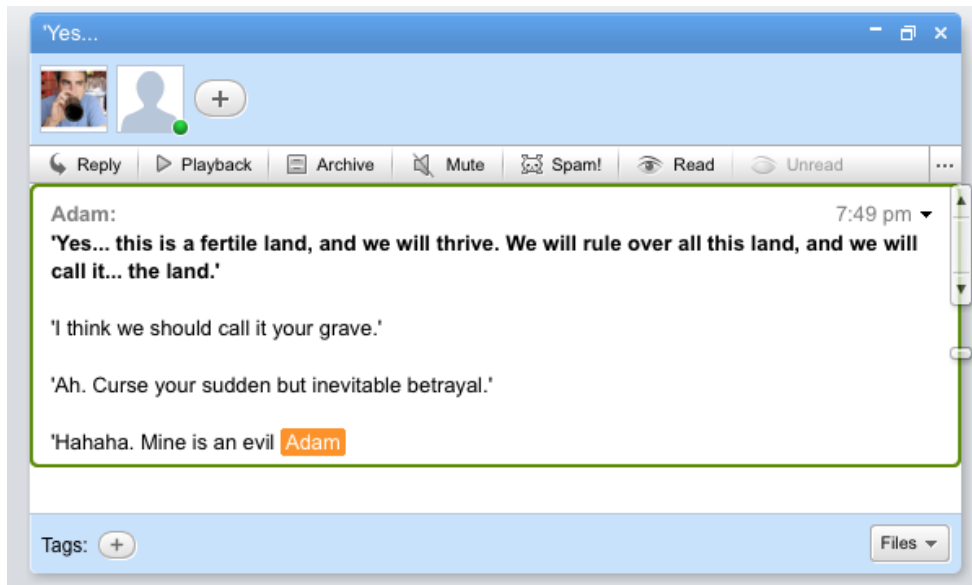 'Yes...
Reply Playback Archive Mute Spam! Read Unread ...
Adam: 7:49 pm
'Yes... this is a fertile land, and we will thrive. We will rule over all this land, and we will
call it... the land.'
'I think we should call it your grave.'
'Ah. Curse your sudden but inevitable betrayal.'
'Hahaha. Mine is an evil Adam
Tags: +
Files